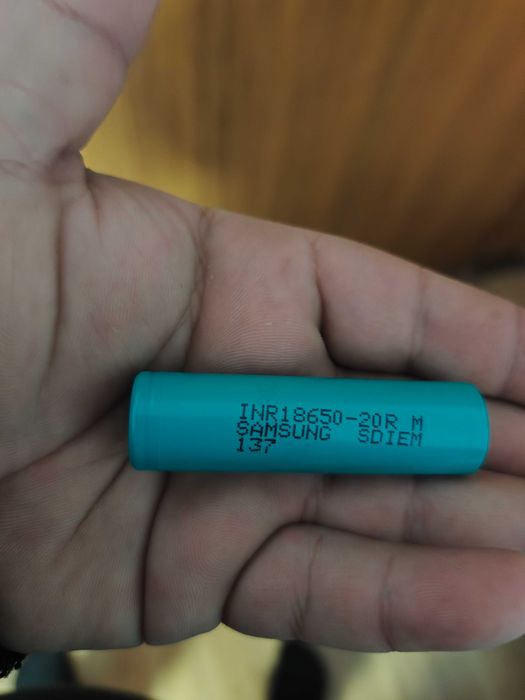 INR18650-20R M
SAMSUNG SDIEM
137